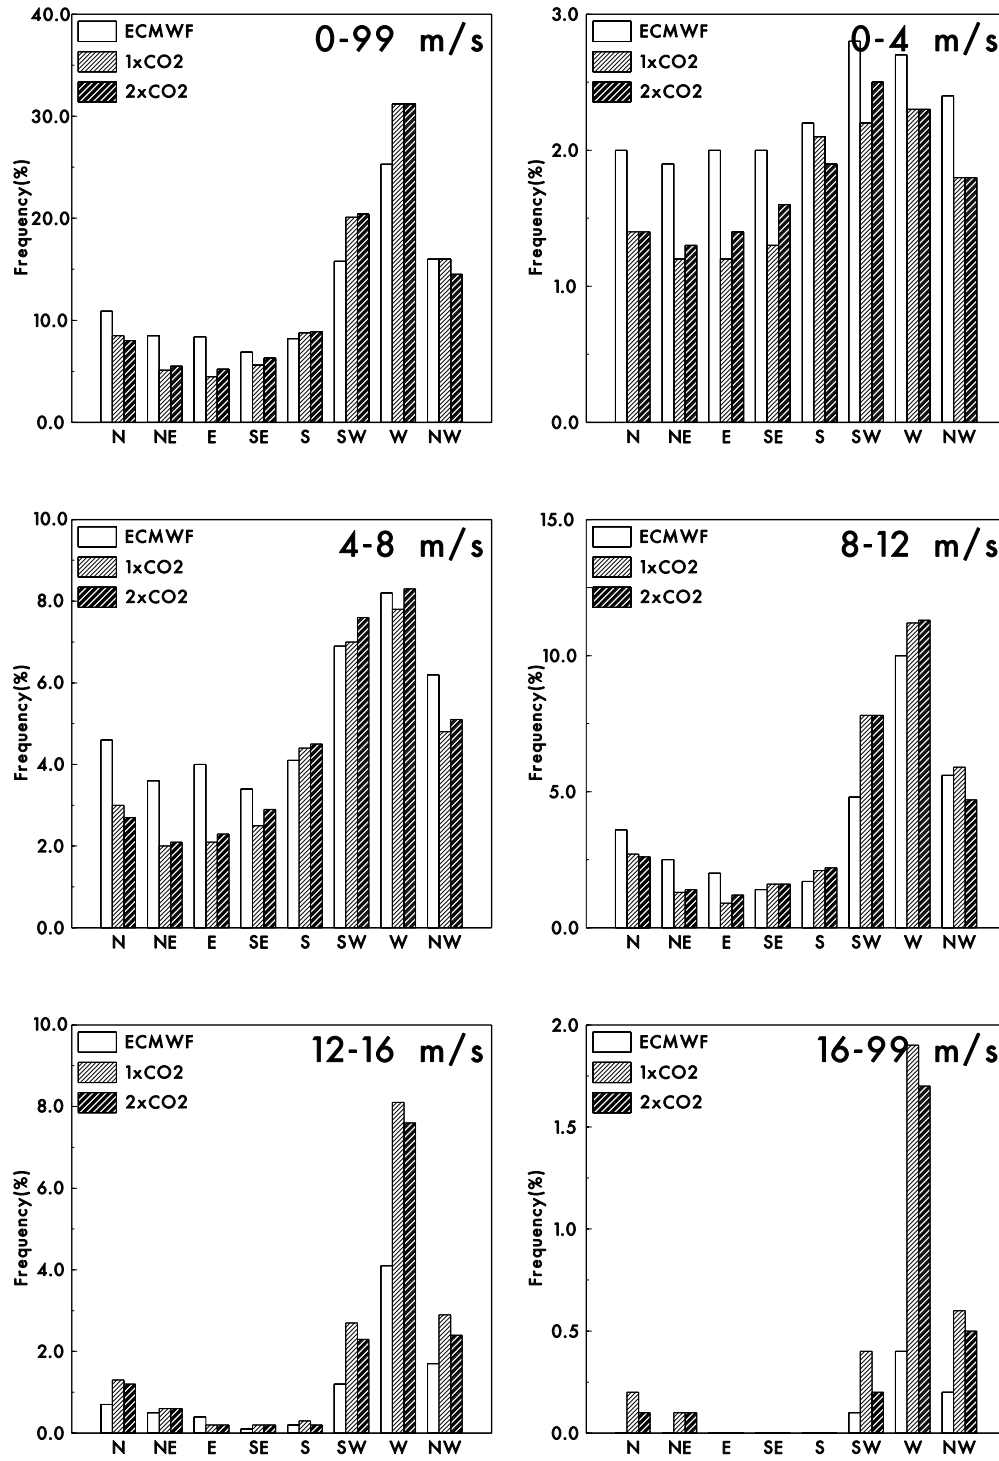 0-99 m/s
ECMWF
1xCO2
2xCO2
Frequency(%)
40.0
30.0
20.0
10.0
0.0
N NE E SE S SW W NW
0-4 m/s
ECMWF
1xCO2
2xCO2
Frequency(%)
3.0
2.0
1.0
0.0
N NE E SE S SW W NW
4-8 m/s
ECMWF
1xCO2
2xCO2
Frequency(%)
10.0
8.0
6.0
4.0
2.0
0.0
N NE E SE S SW W NW
8-12 m/s
ECMWF
1xCO2
2xCO2
Frequency(%)
15.0
10.0
5.0
0.0
N NE E SE S SW W NW
12-16 m/s
ECMWF
1xCO2
2xCO2
Frequency(%)
10.0
8.0
6.0
4.0
2.0
0.0
N NE E SE S SW W NW
16-99 m/s
ECMWF
1xCO2
2xCO2
Frequency(%)
2.0
1.5
1.0
0.5
0.0
N NE E SE S SW W NW